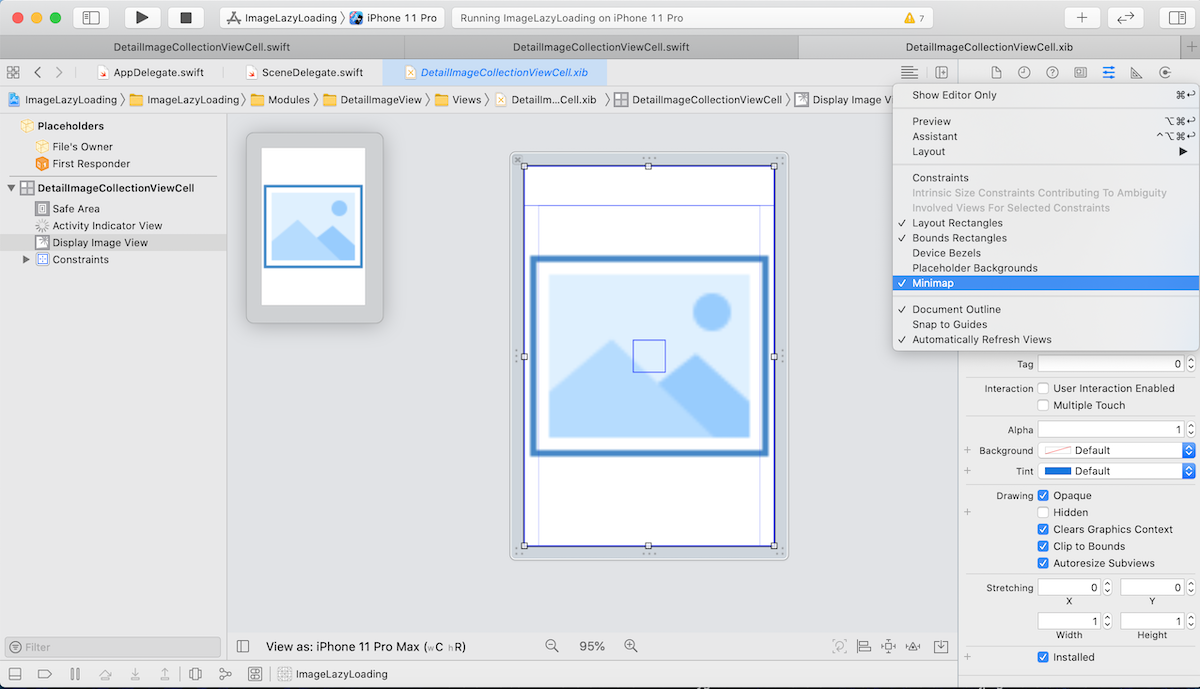 ImageLazyLoading 〉 iPhone 11 Pro
Running ImageLazyLoading on iPhone 11 Pro
7
DetailImageCollectionViewCell.swift
DetailImageCollectionViewCell.swift
DetailImageCollectionViewCell.xib
AppDelegate.swift
SceneDelegate.swift
DetailImageCollectionViewCell.xib
ImageLazyLoading 〉 ImageLazyLoading 〉 Modules 〉 DetailImageView 〉 Views 〉 DetailIm...Cell.xib 〉 DetailImageCollectionViewCell 〉 Display Image Vi
Placeholders
File's Owner
First Responder
DetailImageCollectionViewCell
Safe Area
Activity Indicator View
Display Image View
Constraints
Filter
View as: iPhone 11 Pro Max (wC hR)
95%
ImageLazyLoading
Show Editor Only ⌘↩
Preview ⌥⌘↩
Assistant ^⌥⌘↩
Layout
Constraints
Intrinsic Size Constraints Contributing To Ambiguity
Involved Views For Selected Constraints
✓ Layout Rectangles
✓ Bounds Rectangles
Device Bezels
Placeholder Backgrounds
✓ Minimap
✓ Document Outline
Snap to Guides
✓ Automatically Refresh Views
Tag 0
Interaction User Interaction Enabled
Multiple Touch
Alpha 1
+ Background Default
+ Tint Default
Drawing Opaque
+ Hidden
Clears Graphics Context
Clip to Bounds
Autoresize Subviews
Stretching 0 0
X Y
1 1
Width Height
+ Installed